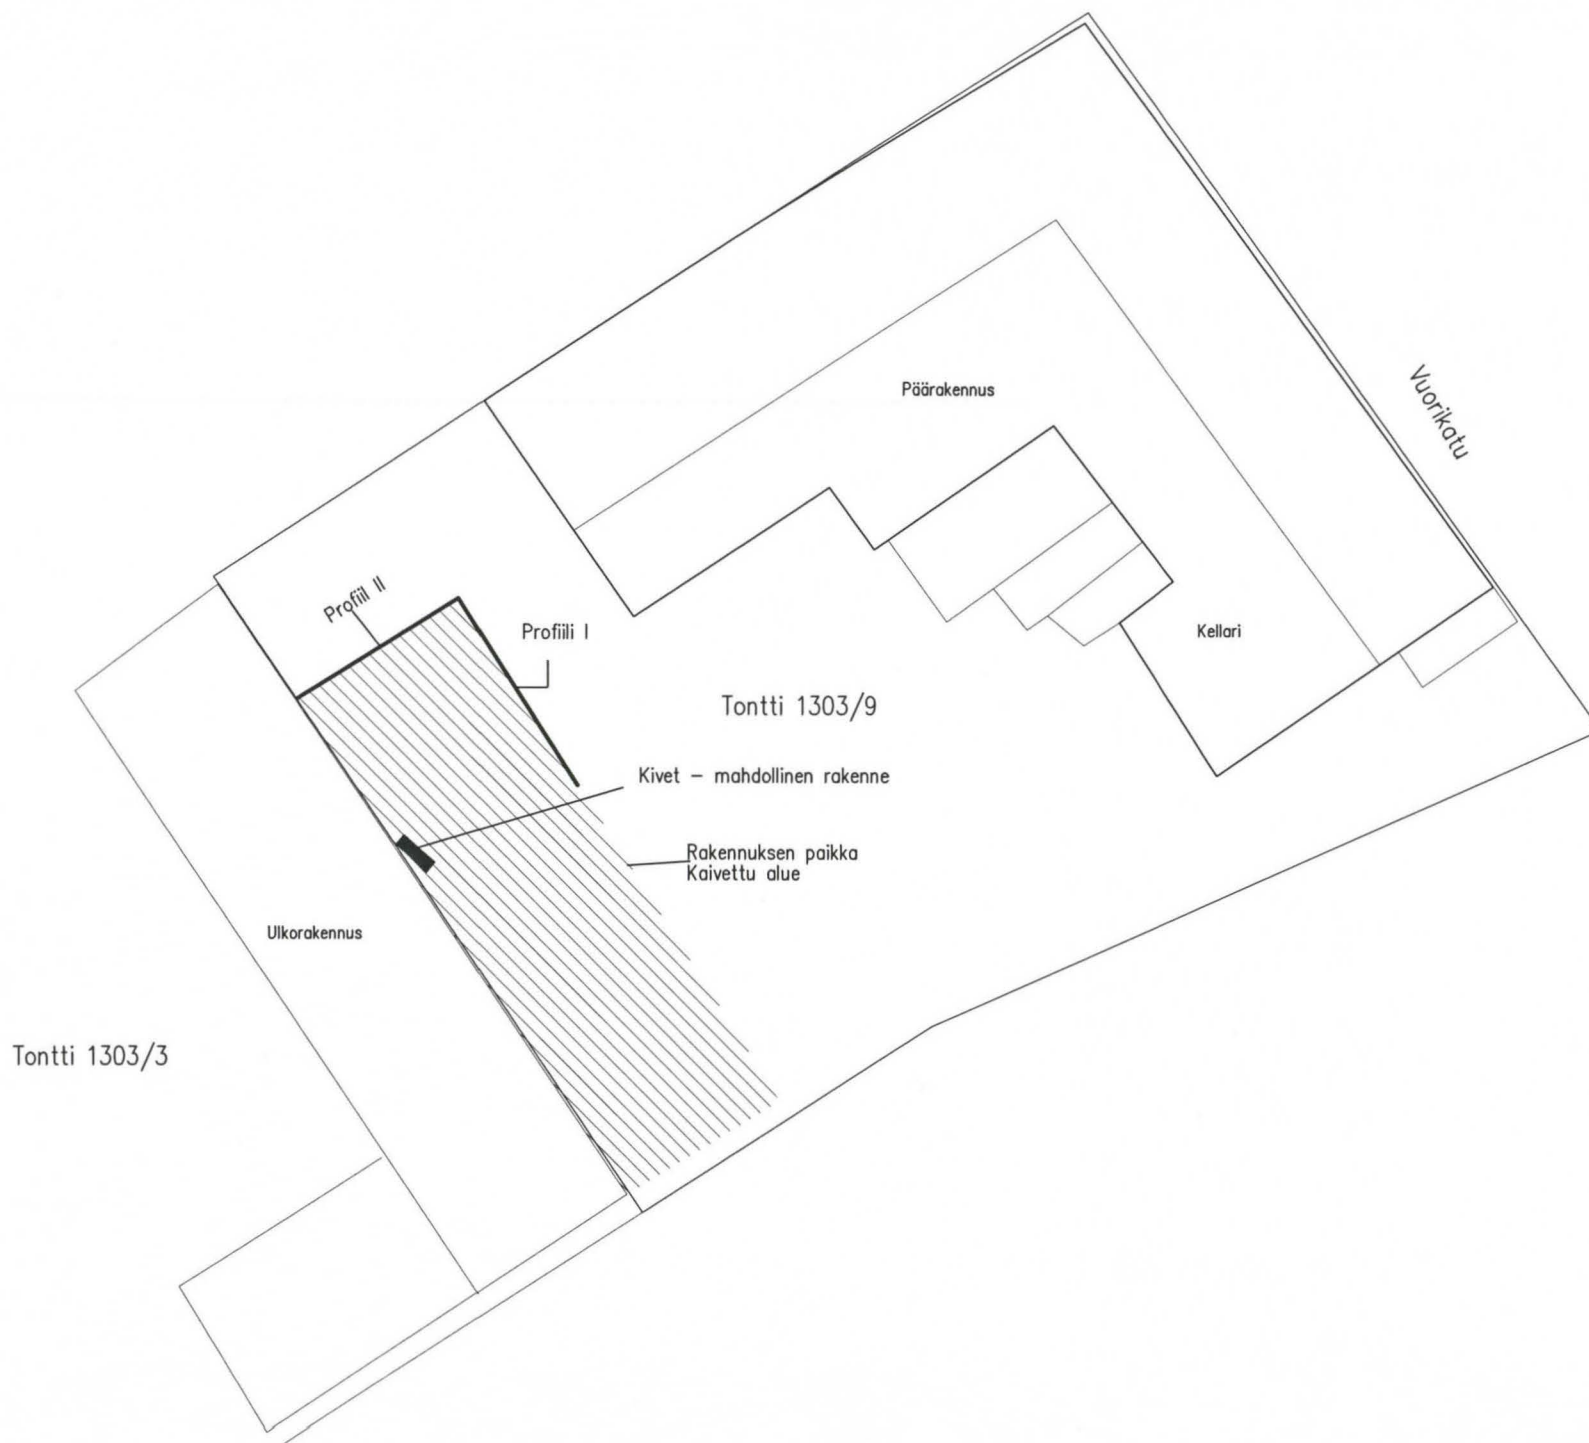 Päärakennus
Vuorikatu
Profiil II
Profiili I
Kellari
Tontti 1303/9
Kivet – mahdollinen rakenne
Rakennuksen paikka
Kaivettu alue
Ulkorakennus
Tontti 1303/3